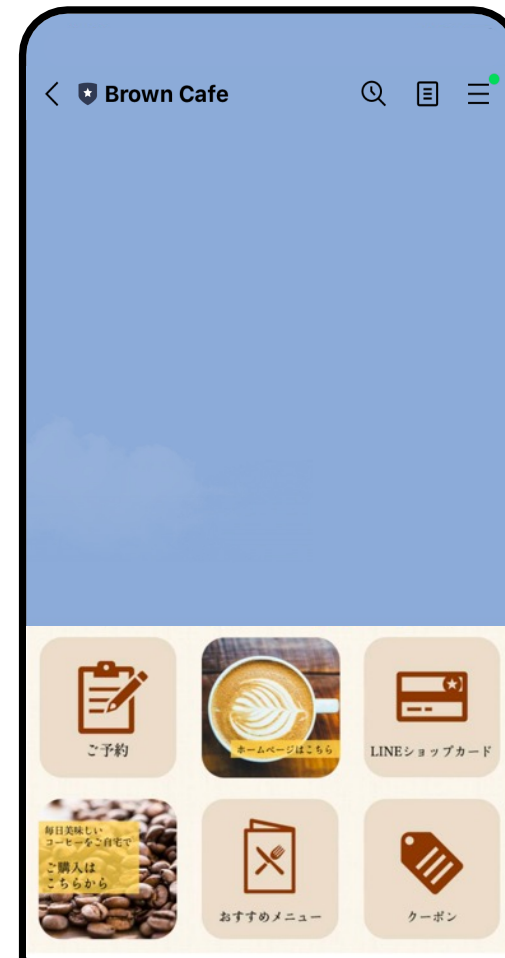 Brown Cafe
ご予約
ホームページはこちら
LINEショップカード
毎日美味しい
コーヒーをご自宅で
ご購入は
こちらから
おすすめメニュー
クーポン